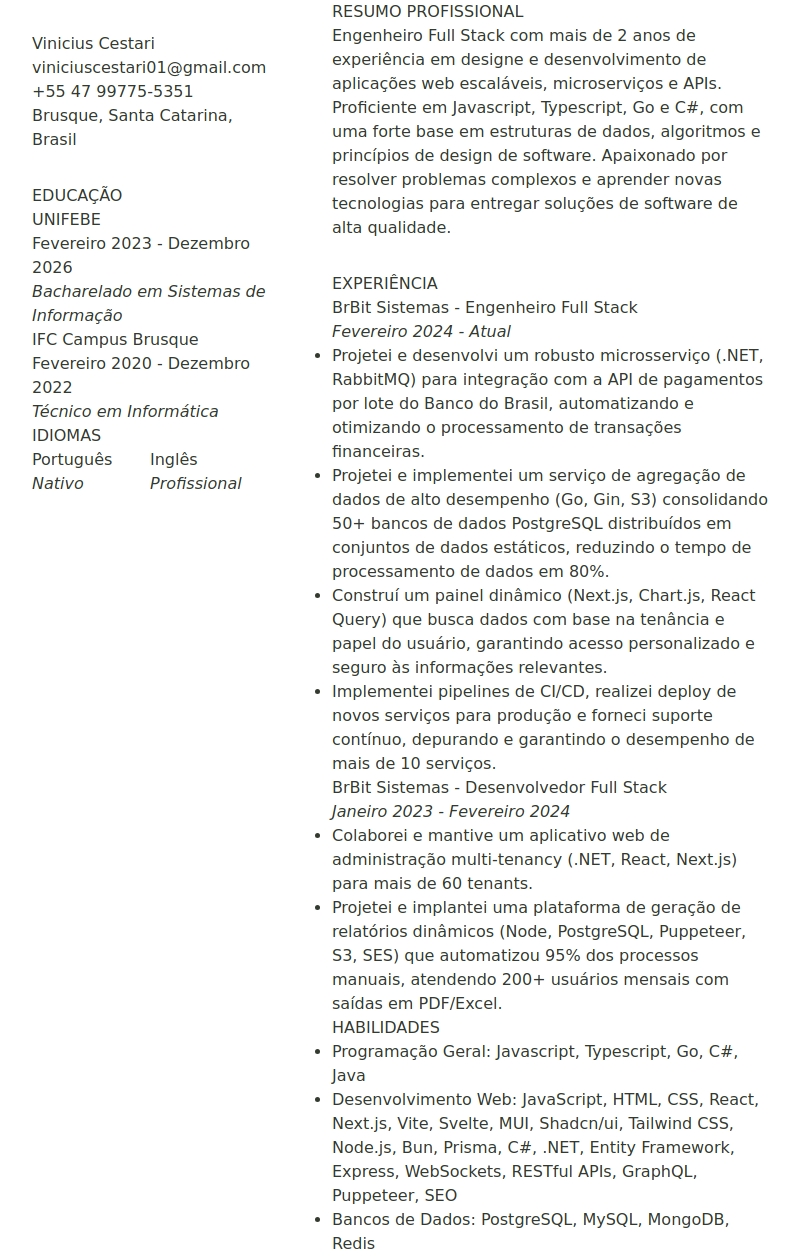 Vinicius Cestari
viniciuscestari01@gmail.com
+55 47 99775-5351
Brusque, Santa Catarina,
Brasil
EDUCAÇÃO
UNIFEBE
Fevereiro 2023 - Dezembro
2026
Bacharelado em Sistemas de
Informação
IFC Campus Brusque
Fevereiro 2020 - Dezembro
2022
Técnico em Informática
IDIOMAS
Português Inglês
Nativo Profissional
RESUMO PROFISSIONAL
Engenheiro Full Stack com mais de 2 anos de
experiência em designe e desenvolvimento de
aplicações web escaláveis, microserviços e APIs.
Proficiente em Javascript, Typescript, Go e C#, com
uma forte base em estruturas de dados, algoritmos e
princípios de design de software. Apaixonado por
resolver problemas complexos e aprender novas
tecnologias para entregar soluções de software de
alta qualidade.
EXPERIÊNCIA
BrBit Sistemas - Engenheiro Full Stack
Fevereiro 2024 - Atual
• Projetei e desenvolvi um robusto microsserviço (.NET,
RabbitMQ) para integração com a API de pagamentos
por lote do Banco do Brasil, automatizando e
otimizando o processamento de transações
financeiras.
• Projetei e implementei um serviço de agregação de
dados de alto desempenho (Go, Gin, S3) consolidando
50+ bancos de dados PostgreSQL distribuídos em
conjuntos de dados estáticos, reduzindo o tempo de
processamento de dados em 80%.
• Construí um painel dinâmico (Next.js, Chart.js, React
Query) que busca dados com base na tenância e
papel do usuário, garantindo acesso personalizado e
seguro às informações relevantes.
• Implementei pipelines de CI/CD, realizei deploy de
novos serviços para produção e forneci suporte
contínuo, depurando e garantindo o desempenho de
mais de 10 serviços.
BrBit Sistemas - Desenvolvedor Full Stack
Janeiro 2023 - Fevereiro 2024
• Colaborei e mantive um aplicativo web de
administração multi-tenancy (.NET, React, Next.js)
para mais de 60 tenants.
• Projetei e implantei uma plataforma de geração de
relatórios dinâmicos (Node, PostgreSQL, Puppeteer,
S3, SES) que automatizou 95% dos processos
manuais, atendendo 200+ usuários mensais com
saídas em PDF/Excel.
HABILIDADES
• Programação Geral: Javascript, Typescript, Go, C#,
Java
• Desenvolvimento Web: JavaScript, HTML, CSS, React,
Next.js, Vite, Svelte, MUI, Shadcn/ui, Tailwind CSS,
Node.js, Bun, Prisma, C#, .NET, Entity Framework,
Express, WebSockets, RESTful APIs, GraphQL,
Puppeteer, SEO
• Bancos de Dados: PostgreSQL, MySQL, MongoDB,
Redis